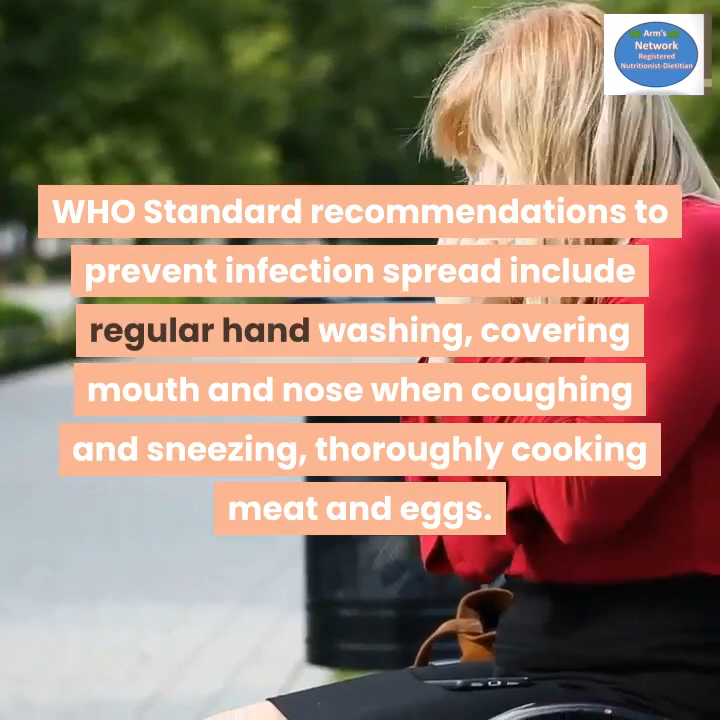 Arm's
Network
Registered
Nutritionist-Dietitian
WHO Standard recommendations to
prevent infection spread include
regular hand washing, covering
mouth and nose when coughing
and sneezing, thoroughly cooking
meat and eggs.